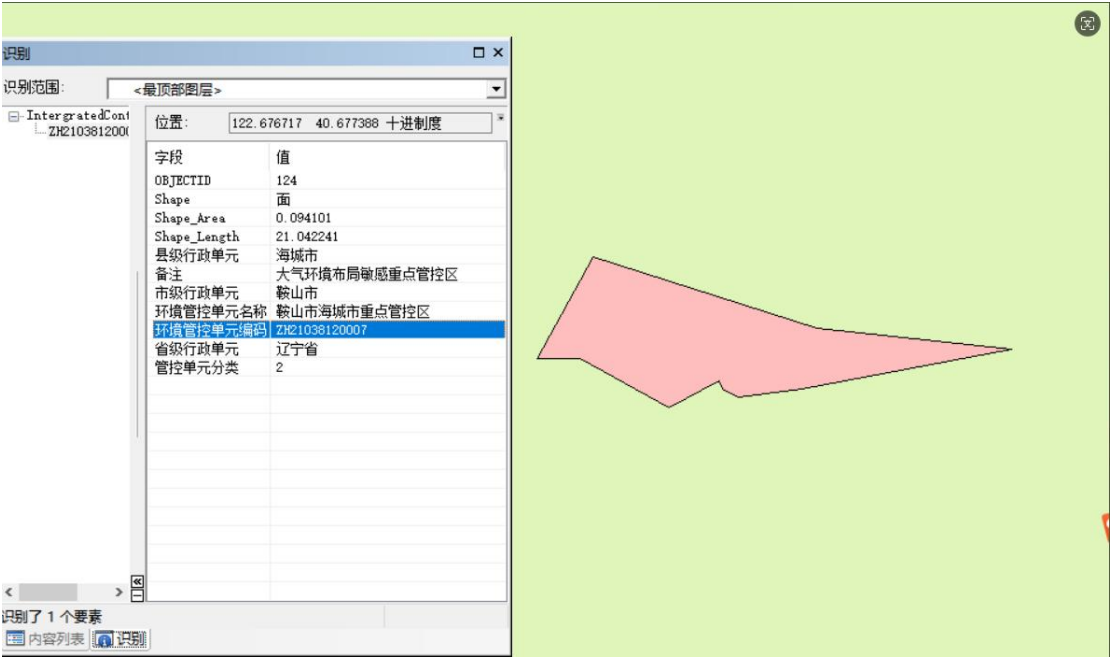 识别
识别范围: <最顶部图层>
IntergratedConf
ZH210381200(
位置: 122.676717 40.677388 十进制度
字段 值
OBJECTID 124
Shape 面
Shape_Area 0.094101
Shape_Length 21.042241
县级行政单元 海城市
备注 大气环境布局敏感重点管控区
市级行政单元 鞍山市
环境管控单元名称 鞍山市海城市重点管控区
环境管控单元编码 ZH21038120007
省级行政单元 辽宁省
管控单元分类 2
识别了 1 个要素
内容列表 识别